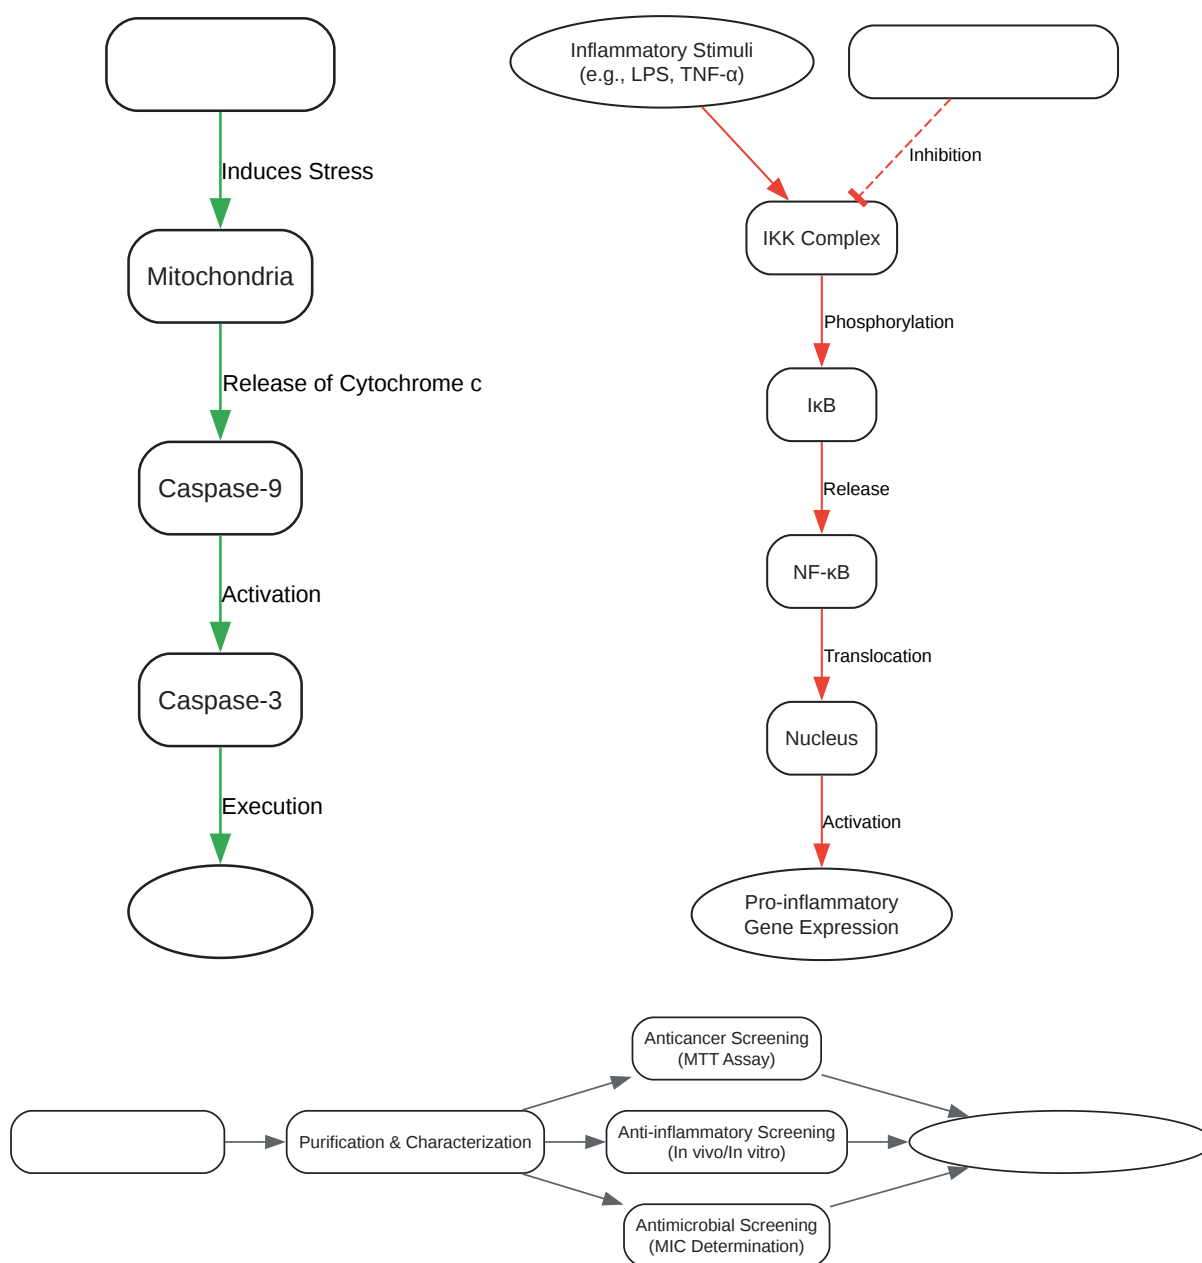 Induces Stress
Mitochondria
Release of Cytochrome c
Caspase-9
Activation
Caspase-3
Execution
Inflammatory Stimuli
(e.g., LPS, TNF-α)
Inhibition
IKK Complex
Phosphorylation
IκB
Release
NF-κB
Translocation
Nucleus
Activation
Pro-inflammatory
Gene Expression
Purification & Characterization
Anticancer Screening
(MTT Assay)
Anti-inflammatory Screening
(In vivo/In vitro)
Antimicrobial Screening
(MIC Determination)